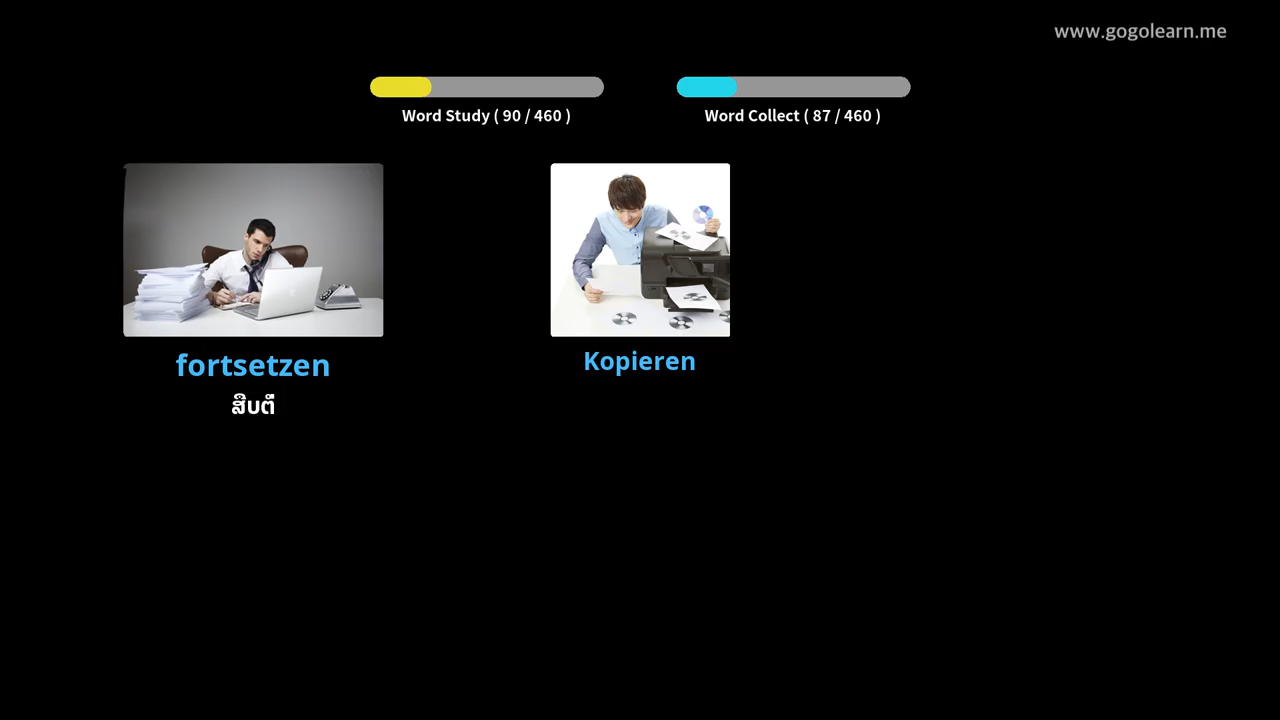 www.gogolearn.me
Word Study ( 90 / 460 )
Word Collect ( 87 / 460 )
fortsetzen
ສືບຕໍ່
Kopieren